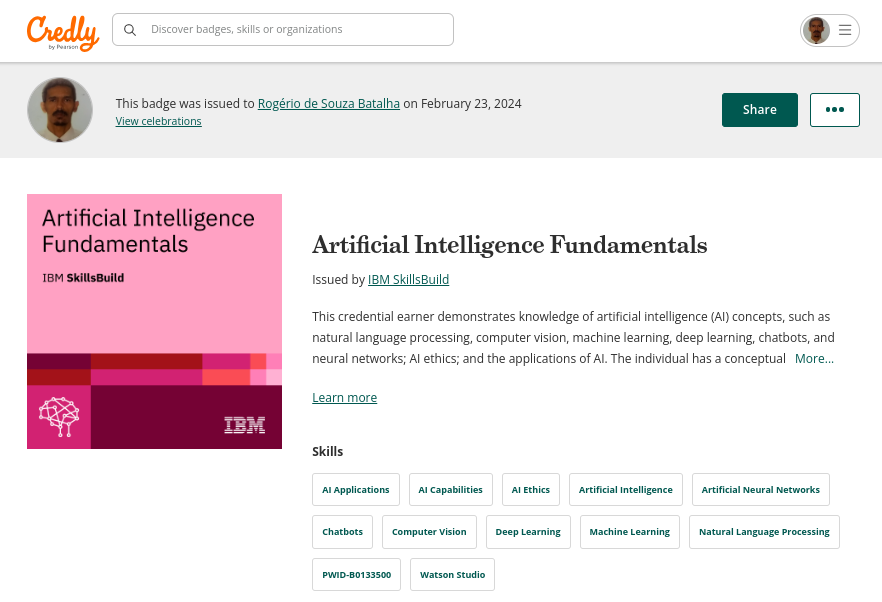 Credly
by Pearson
Discover badges, skills or organizations
This badge was issued to Rogério de Souza Batalha on February 23, 2024
View celebrations
Share
Artificial Intelligence
Fundamentals
IBM SkillsBuild
IBM
Artificial Intelligence Fundamentals
Issued by IBM SkillsBuild
This credential earner demonstrates knowledge of artificial intelligence (AI) concepts, such as
natural language processing, computer vision, machine learning, deep learning, chatbots, and
neural networks; AI ethics; and the applications of AI. The individual has a conceptual More...
Learn more
Skills
AI Applications AI Capabilities AI Ethics Artificial Intelligence Artificial Neural Networks
Chatbots Computer Vision Deep Learning Machine Learning Natural Language Processing
PWID-B0133500 Watson Studio